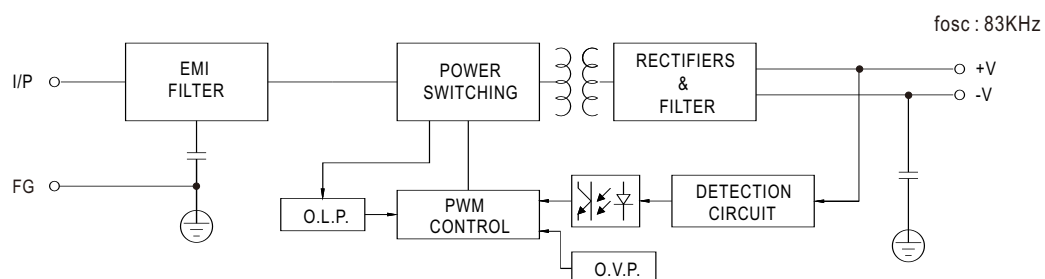 fosc : 83KHz
I/P
EMI
FILTER
POWER
SWITCHING
RECTIFIERS
&
FILTER
+V
-V
FG
O.L.P.
PWM
CONTROL
DETECTION
CIRCUIT
O.V.P.